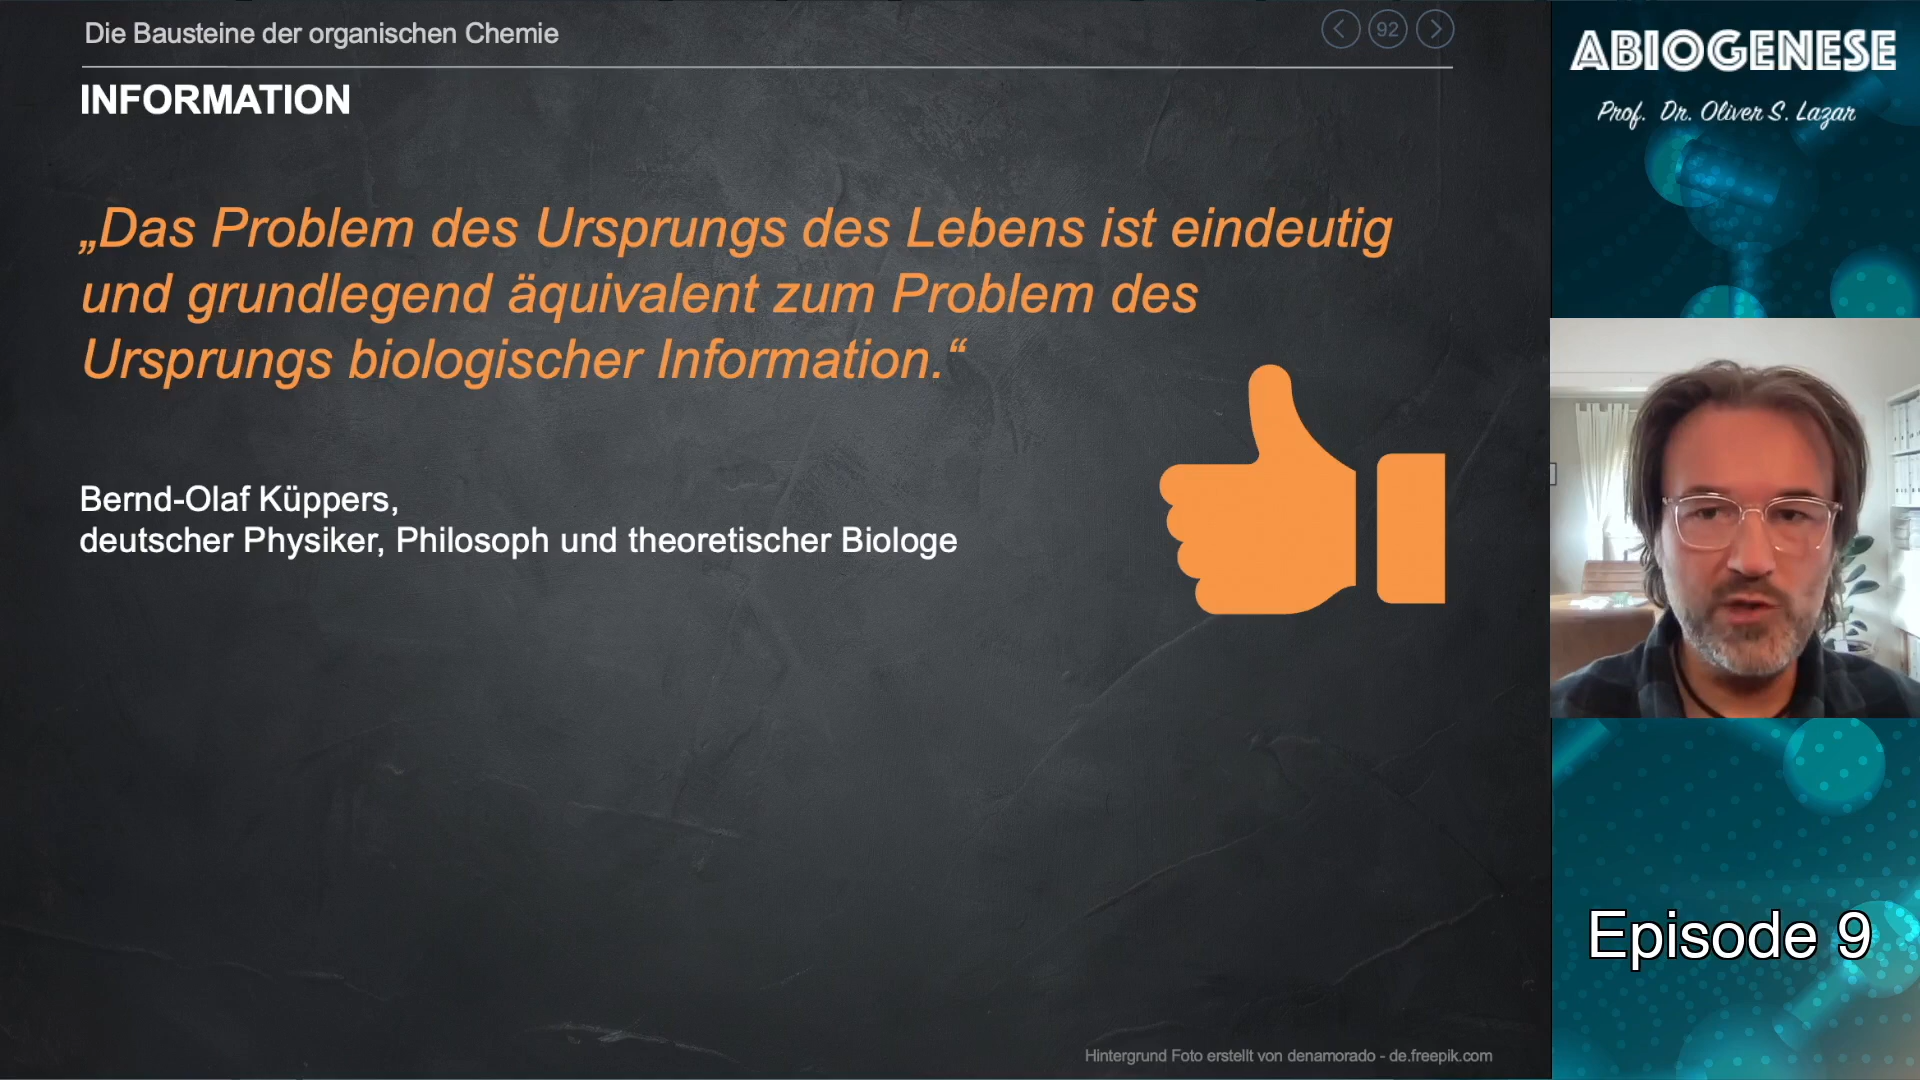 Die Bausteine der organischen Chemie
92
INFORMATION
„Das Problem des Ursprungs des Lebens ist eindeutig
und grundlegend äquivalent zum Problem des
Ursprungs biologischer Information.“
Bernd-Olaf Küppers,
deutscher Physiker, Philosoph und theoretischer Biologe
Hintergrund Foto erstellt von denamorado - de.freepik.com
ABIOGENESE
Prof. Dr. Oliver S. Lazar
Episode 9